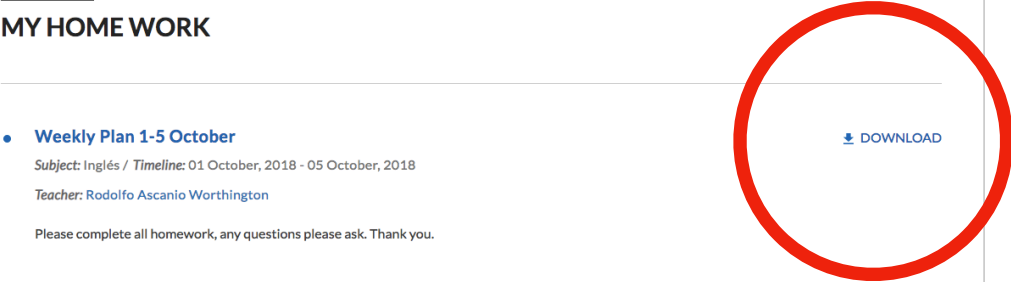 MY HOME WORK
Weekly Plan 1-5 October
DOWNLOAD
Subject: Inglés / Timeline: 01 October, 2018 - 05 October, 2018
Teacher: Rodolfo Ascanio Worthington
Please complete all homework, any questions please ask. Thank you.